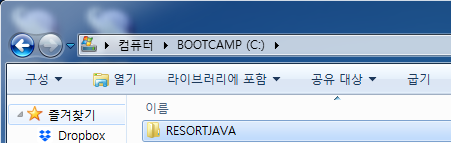 컴퓨터 ▸ BOOTCAMP (C:) ▸
구성 ▼ 열기 라이브러리에 포함 ▼ 공유 대상 ▼ 굽기
즐겨찾기 이름
Dropbox RESORTJAVA